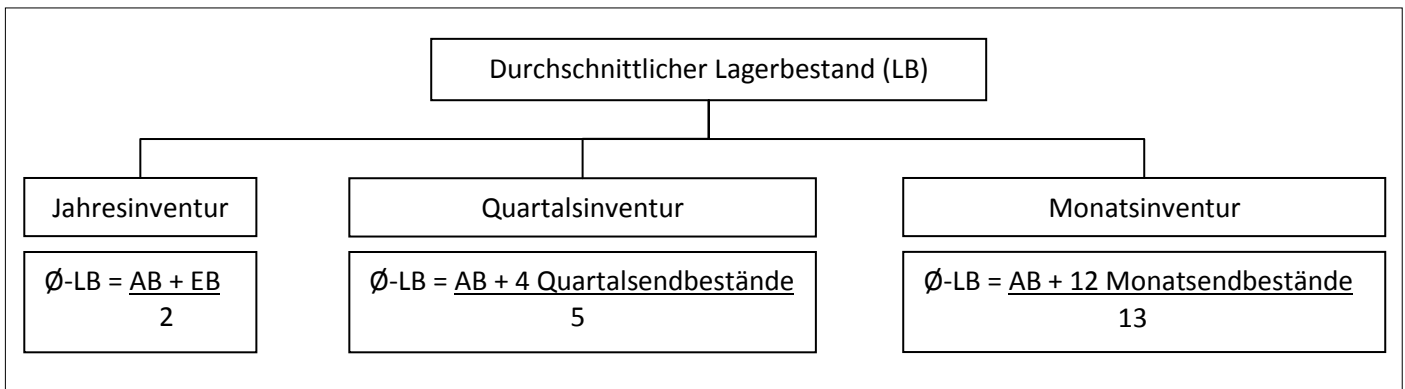 Durchschnittlicher Lagerbestand (LB)
Jahresinventur
Quartalsinventur
Monatsinventur
Ø-LB = AB + EB
2
Ø-LB = AB + 4 Quartalsendbestände
5
Ø-LB = AB + 12 Monatsendbestände
13